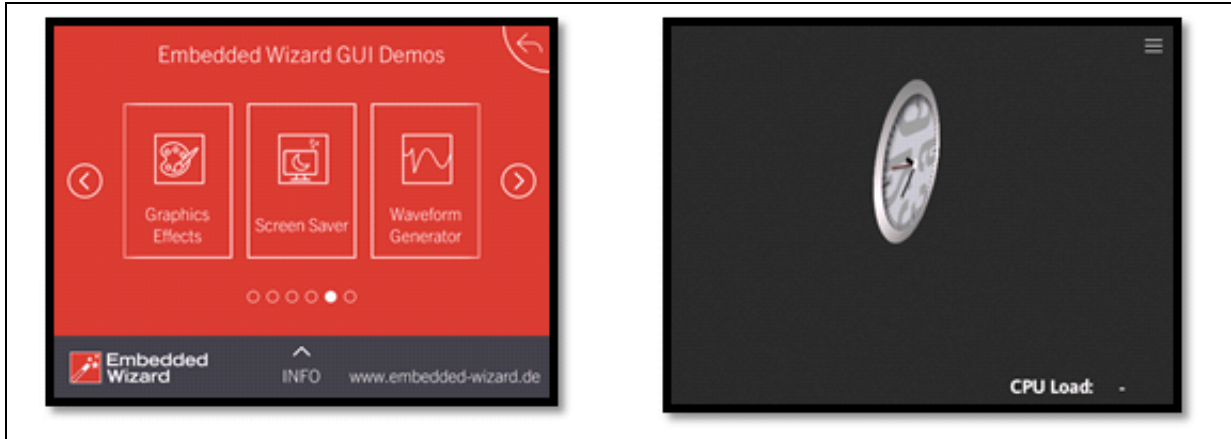 Embedded Wizard GUI Demos
Graphics
Effects
Screen Saver
Waveform
Generator
Embedded
Wizard
INFO
www.embedded-wizard.de
CPU Load: -